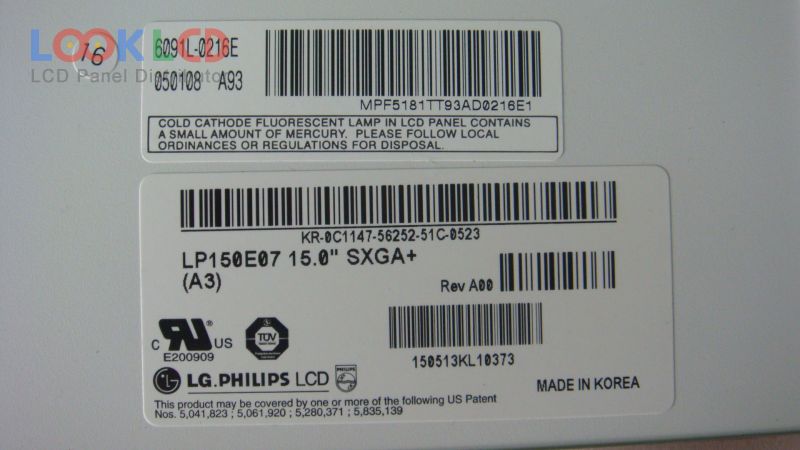 LOOKLCD
LCD Panel Distributor
16
6091L-0216E
050108 A93
MPF5181TT93AD0216E1
COLD CATHODE FLUORESCENT LAMP IN LCD PANEL CONTAINS
A SMALL AMOUNT OF MERCURY. PLEASE FOLLOW LOCAL
ORDINANCES OR REGULATIONS FOR DISPOSAL.
KR-0C1147-56252-51C-0523
LP150E07 15.0" SXGA+
(A3)
Rev A00
C RU ® US
E200909
TÜV
150513KL10373
LG LG.PHILIPS LCD PHILIPS
MADE IN KOREA
This product may be covered by one or more of the following US Patent
Nos. 5,041,823 ; 5,061,920 ; 5,280,371 ; 5,835,139